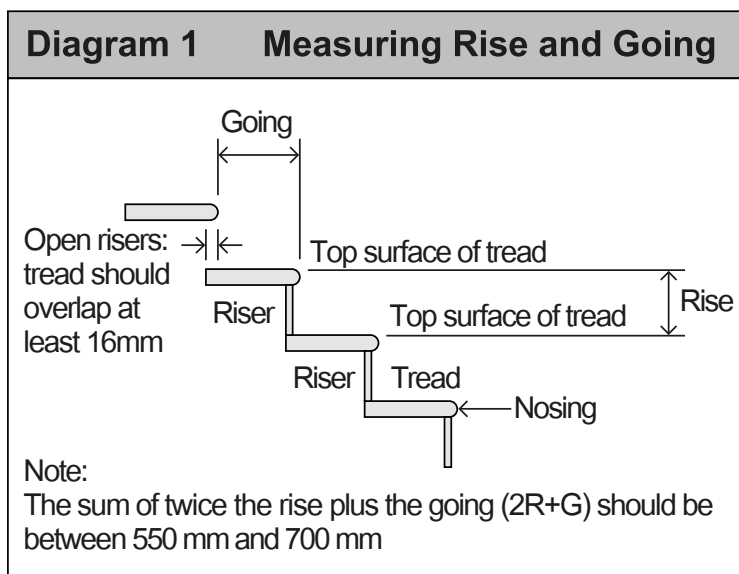 Diagram 1 Measuring Rise and Going
Going
Open risers:
tread should
overlap at
least 16mm
Top surface of tread
Rise
Riser
Top surface of tread
Riser
Tread
Nosing
Note:
The sum of twice the rise plus the going (2R+G) should be
between 550 mm and 700 mm